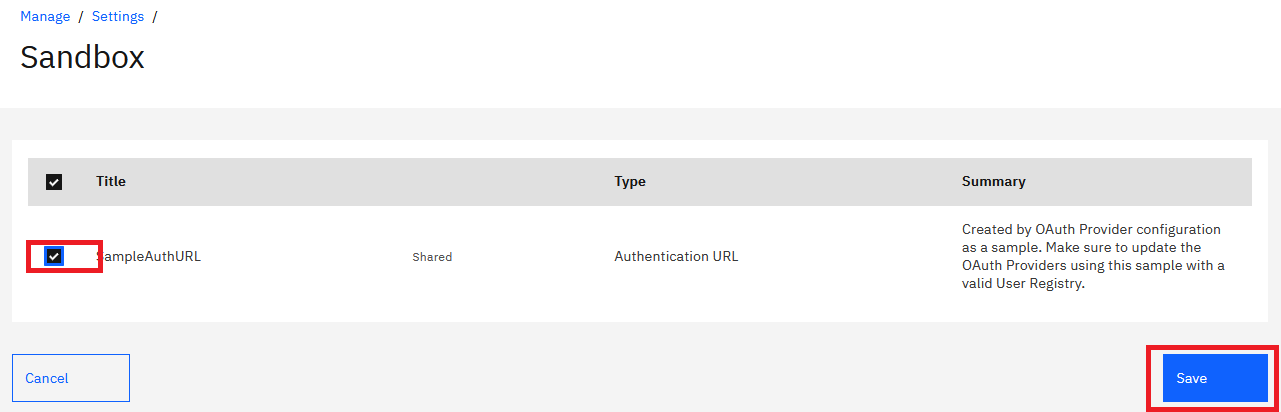 Manage / Settings /
Sandbox
Title Type Summary
SampleAuthURL Shared Authentication URL
Created by OAuth Provider configuration
as a sample. Make sure to update the
OAuth Providers using this sample with a
valid User Registry.
Cancel Save